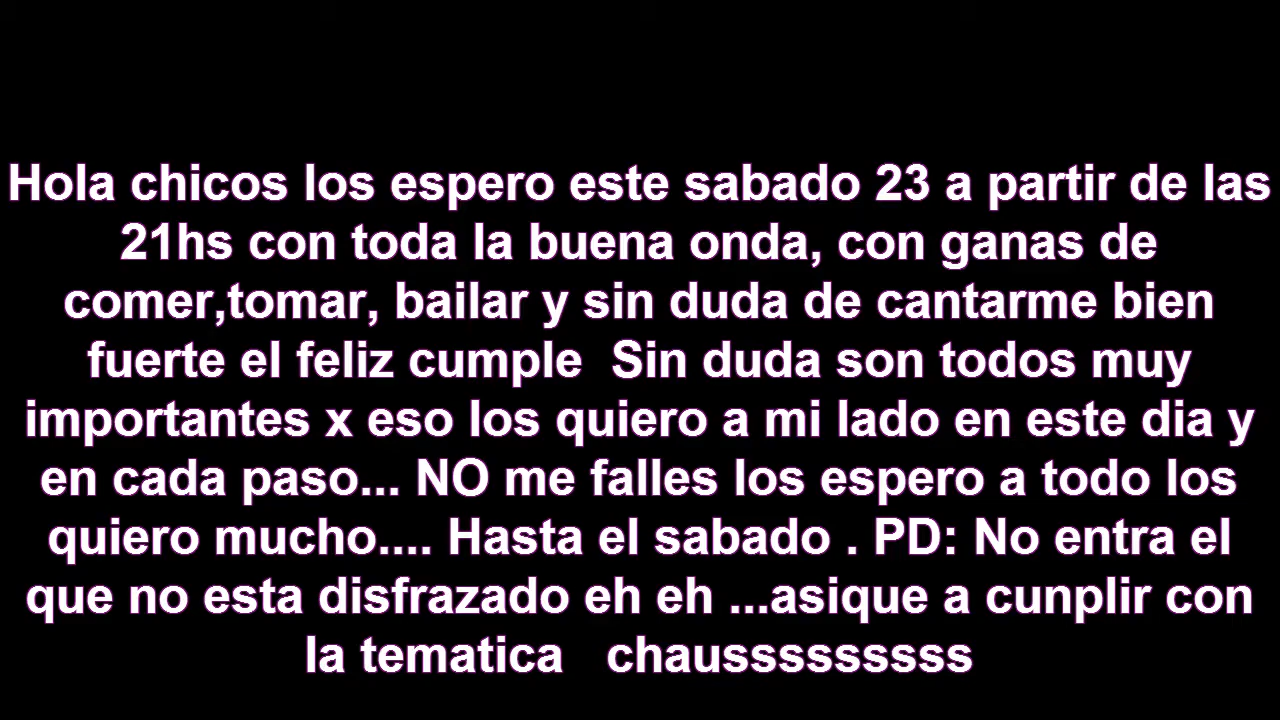 Hola chicos los espero este sabado 23 a partir de las
21hs con toda la buena onda, con ganas de
comer,tomar, bailar y sin duda de cantarme bien
fuerte el feliz cumple  Sin duda son todos muy
importantes x eso los quiero a mi lado en este dia y
en cada paso... NO me falles los espero a todo los
quiero mucho.... Hasta el sabado . PD: No entra el
que no esta disfrazado eh eh ...asique a cunplir con
la tematica   chausssssssss